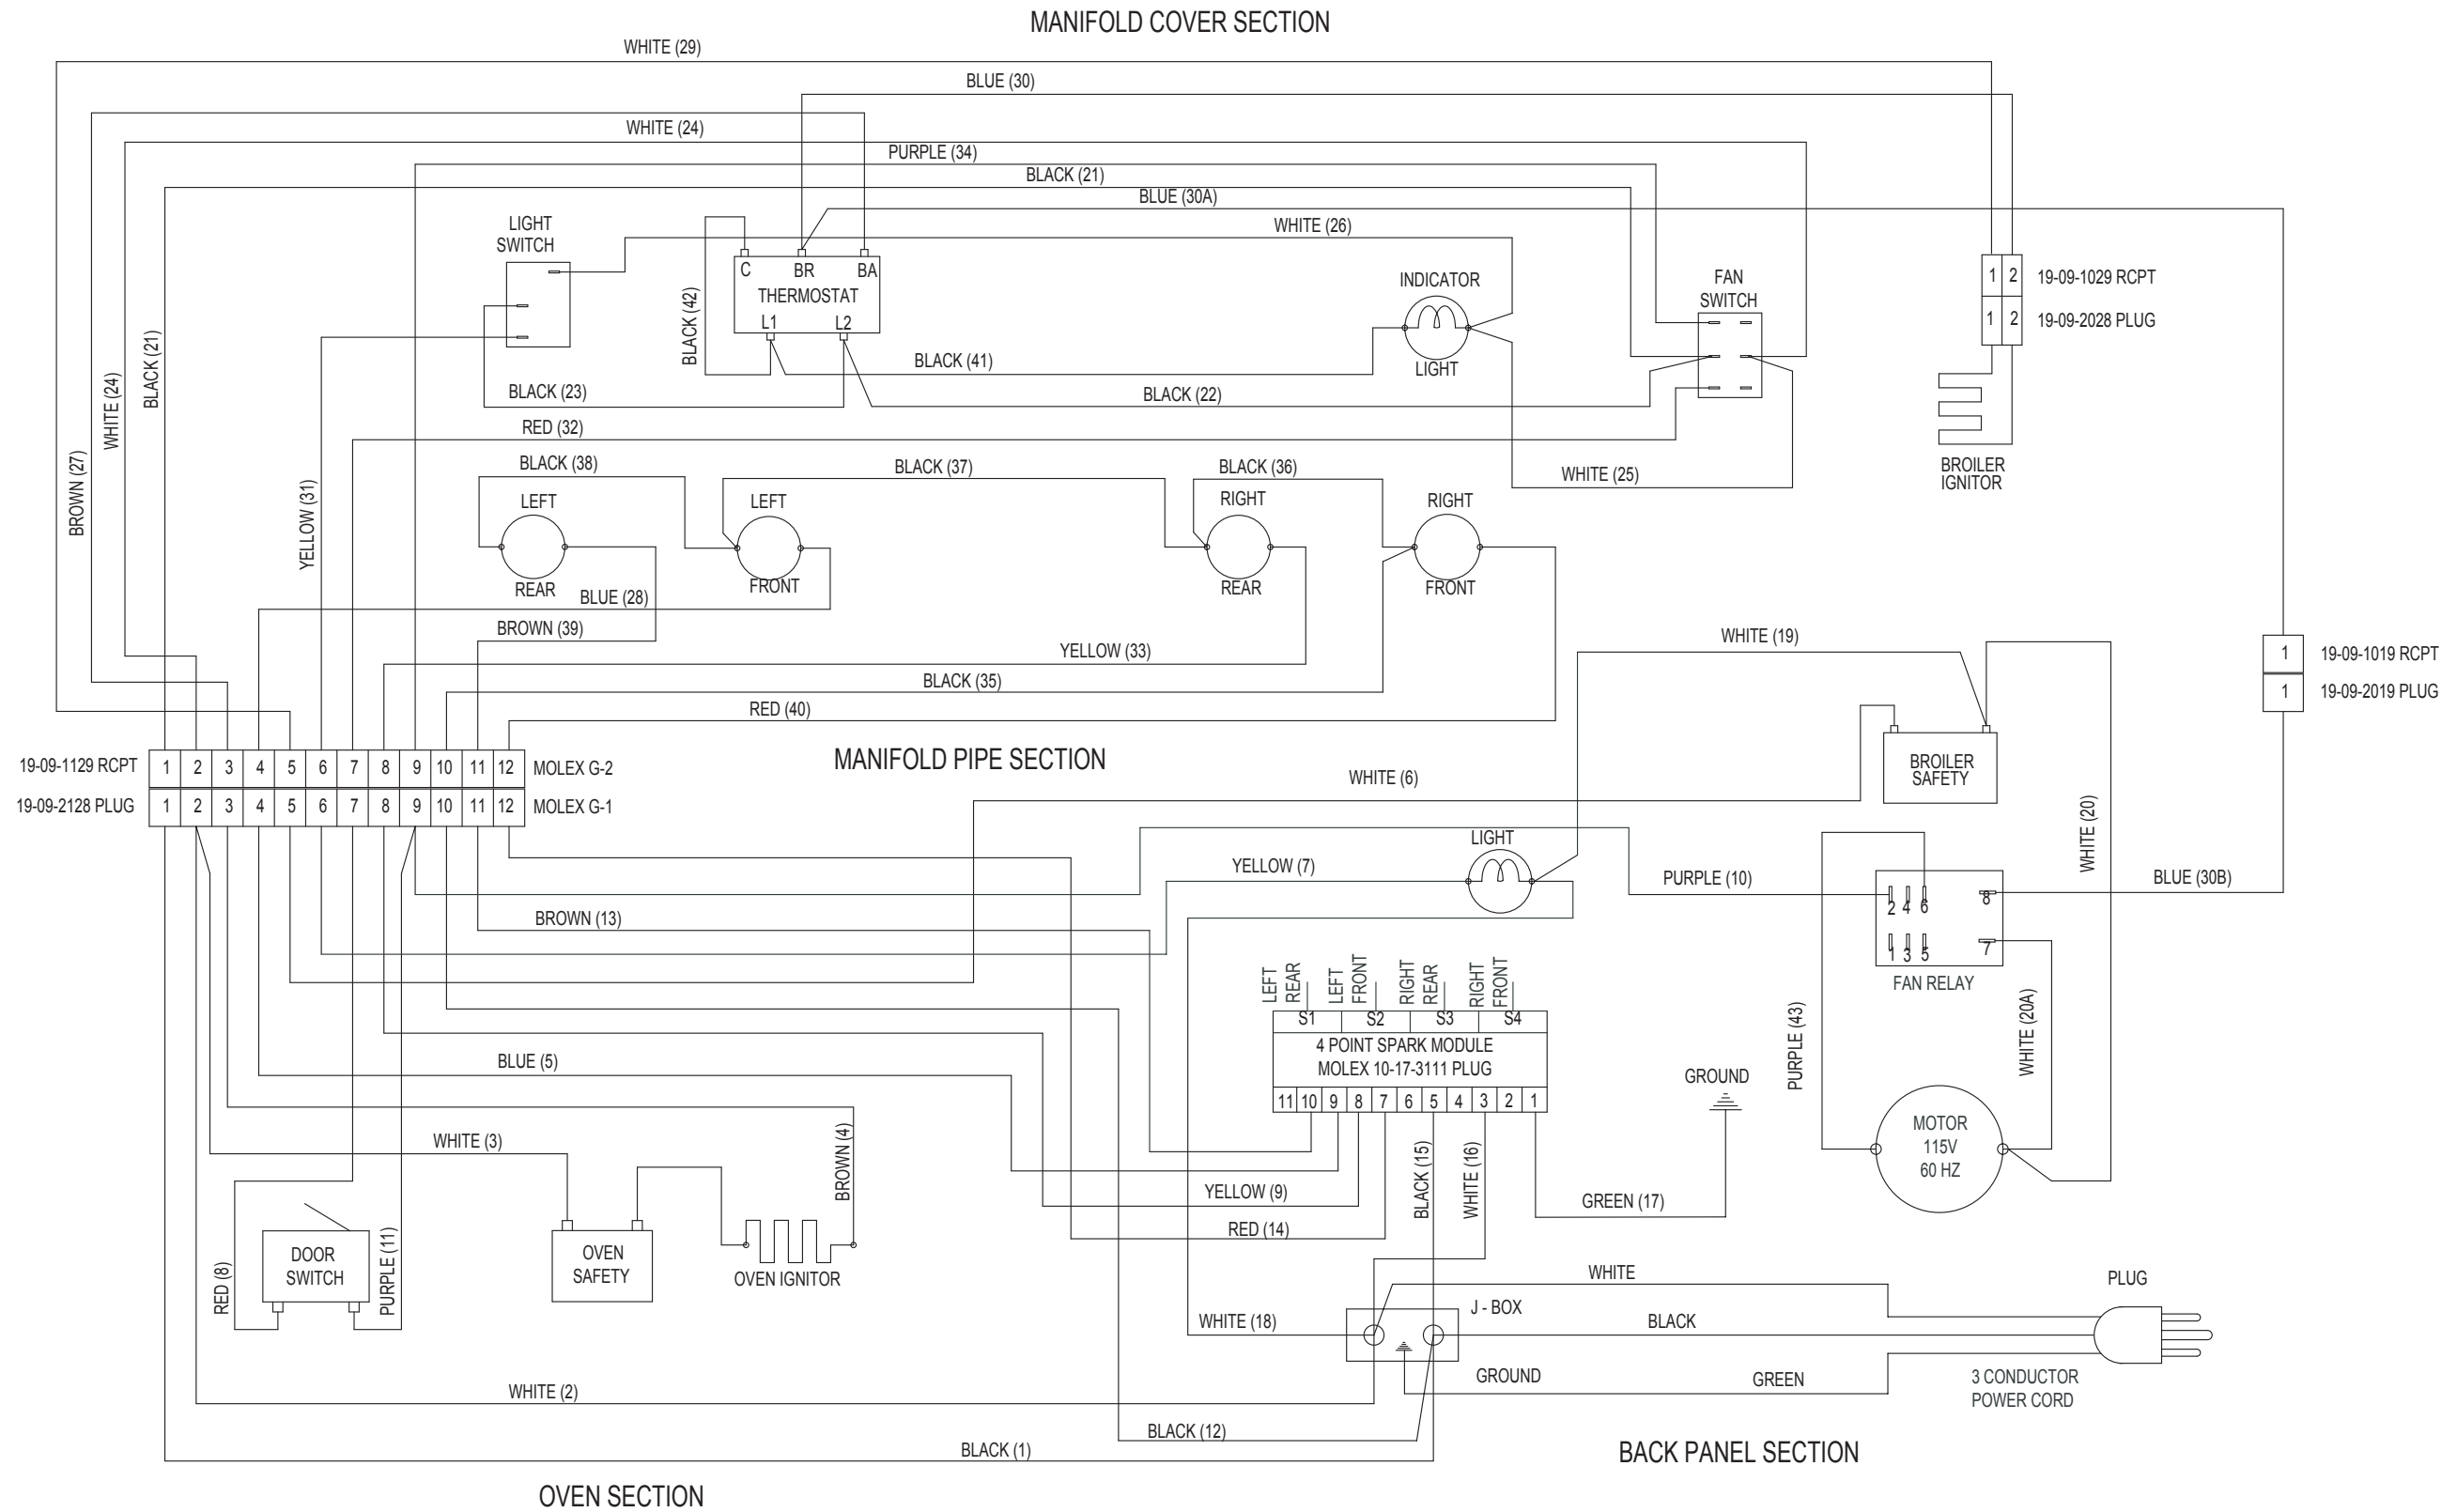 MANIFOLD COVER SECTION
WHITE (29)
BLUE (30)
WHITE (24)
PURPLE (34)
BLACK (21)
BLUE (30A)
LIGHT
SWITCH
WHITE (26)
C BR BA
THERMOSTAT
L1 L2
INDICATOR
LIGHT
FAN
SWITCH
1 2 19-09-1029 RCPT
1 2 19-09-2028 PLUG
BLACK (42)
BLACK (21)
WHITE (24)
BLACK (41)
BLACK (23)
BLACK (22)
RED (32)
BROWN (27)
YELLOW (31)
BLACK (38)
BLACK (37)
BLACK (36)
WHITE (25)
BROILER
IGNITOR
LEFT
REAR
LEFT
FRONT
RIGHT
REAR
RIGHT
FRONT
BLUE (28)
BROWN (39)
YELLOW (33)
BLACK (35)
RED (40)
WHITE (19)
1 19-09-1019 RCPT
1 19-09-2019 PLUG
19-09-1129 RCPT 1 2 3 4 5 6 7 8 9 10 11 12 MOLEX G-2
19-09-2128 PLUG 1 2 3 4 5 6 7 8 9 10 11 12 MOLEX G-1
MANIFOLD PIPE SECTION
BROILER
SAFETY
WHITE (6)
WHITE (20)
LIGHT
YELLOW (7)
PURPLE (10)
BLUE (30B)
BROWN (13)
2 4 6 8
1 3 5 7
FAN RELAY
LEFT
REAR
LEFT
FRONT
RIGHT
REAR
RIGHT
FRONT
S1 S2 S3 S4
4 POINT SPARK MODULE
MOLEX 10-17-3111 PLUG
11 10 9 8 7 6 5 4 3 2 1
BLUE (5)
GROUND
PURPLE (43)
WHITE (20A)
MOTOR
115V
60 HZ
WHITE (3)
BROWN (4)
YELLOW (9)
RED (14)
BLACK (15)
WHITE (16)
GREEN (17)
DOOR
SWITCH
RED (8)
PURPLE (11)
OVEN
SAFETY
OVEN IGNITOR
WHITE
PLUG
J - BOX
WHITE (18)
BLACK
GROUND
GREEN
3 CONDUCTOR
POWER CORD
WHITE (2)
BLACK (12)
BLACK (1)
BACK PANEL SECTION
OVEN SECTION